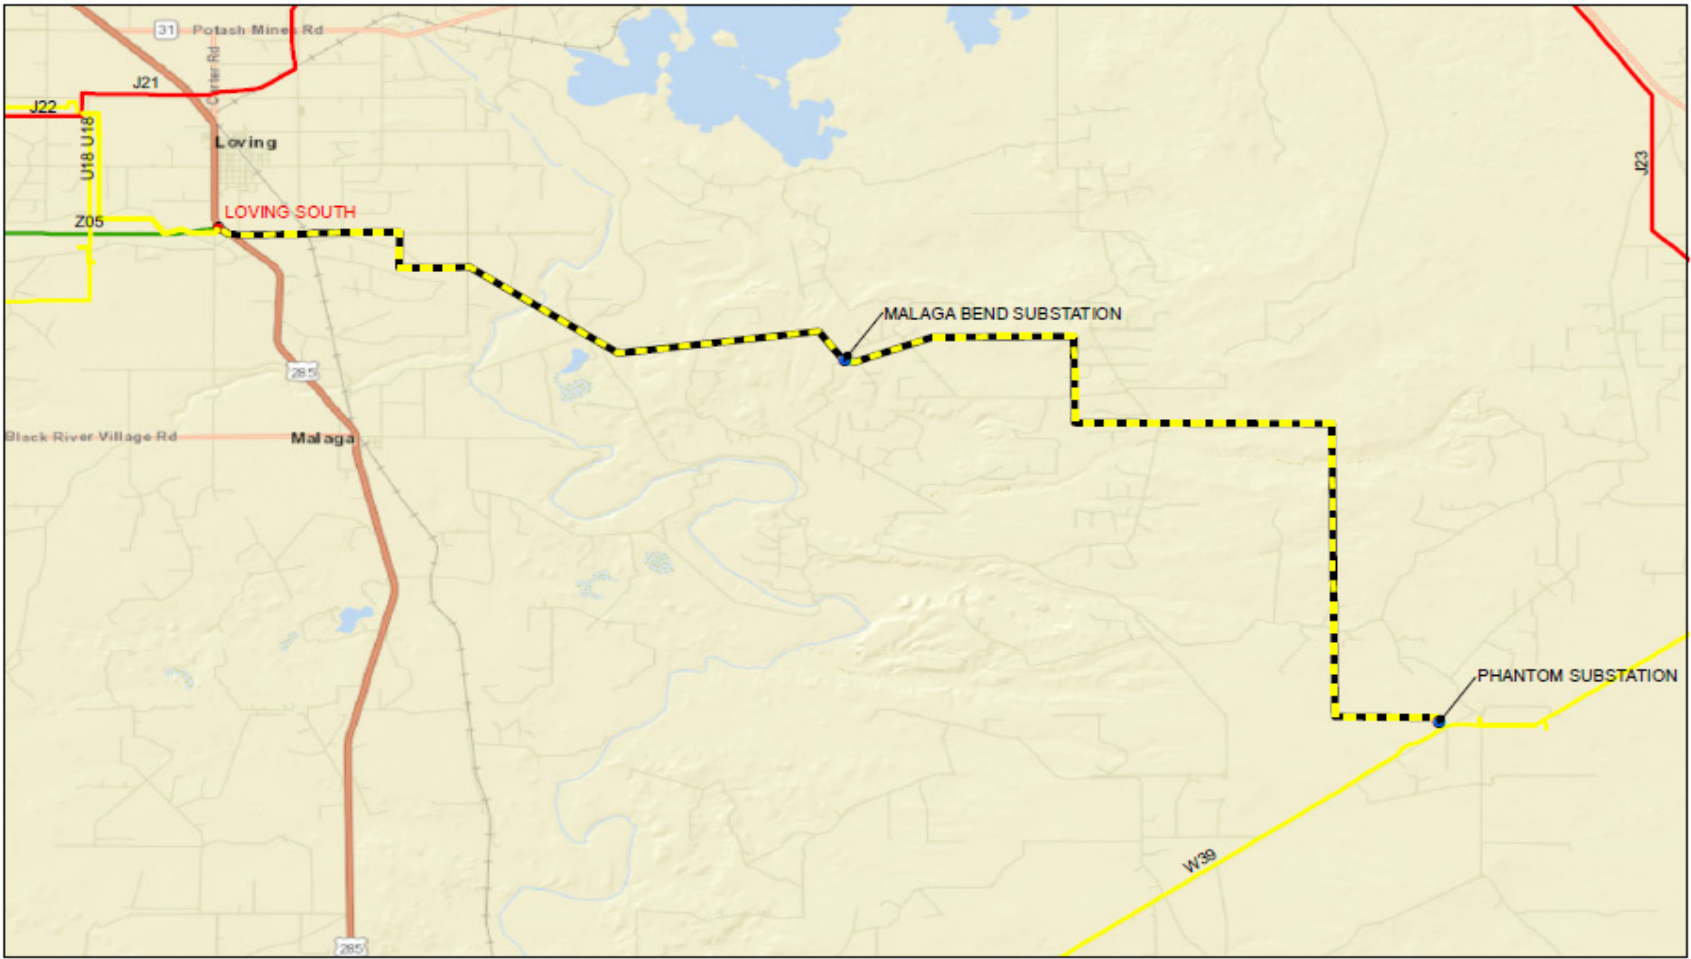 31 Potash Mines Rd
Carter Rd
J21
J22
U18 U18
Loving
J23
LOVING SOUTH
Z05
MALAGA BEND SUBSTATION
285
Black River Village Rd
Malaga
PHANTOM SUBSTATION
W39
285